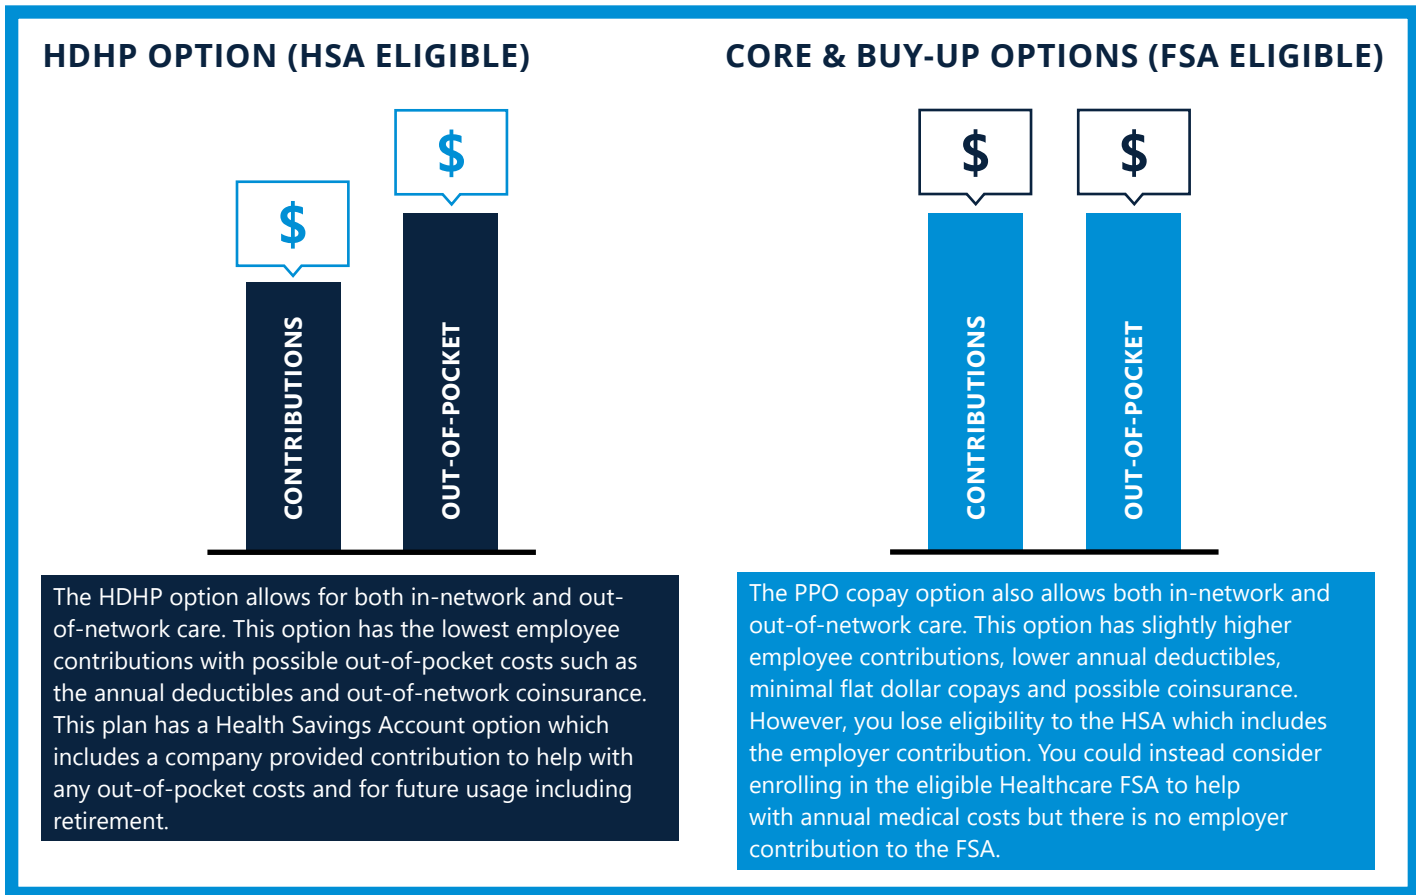 HDHP OPTION (HSA ELIGIBLE)
$
$
CONTRIBUTIONS
OUT-OF-POCKET
The HDHP option allows for both in-network and out-
of-network care. This option has the lowest employee
contributions with possible out-of-pocket costs such as
the annual deductibles and out-of-network coinsurance.
This plan has a Health Savings Account option which
includes a company provided contribution to help with
any out-of-pocket costs and for future usage including
retirement.
CORE & BUY-UP OPTIONS (FSA ELIGIBLE)
$
$
CONTRIBUTIONS
OUT-OF-POCKET
The PPO copay option also allows both in-network and
out-of-network care. This option has slightly higher
employee contributions, lower annual deductibles,
minimal flat dollar copays and possible coinsurance.
However, you lose eligibility to the HSA which includes
the employer contribution. You could instead consider
enrolling in the eligible Healthcare FSA to help
with annual medical costs but there is no employer
contribution to the FSA.